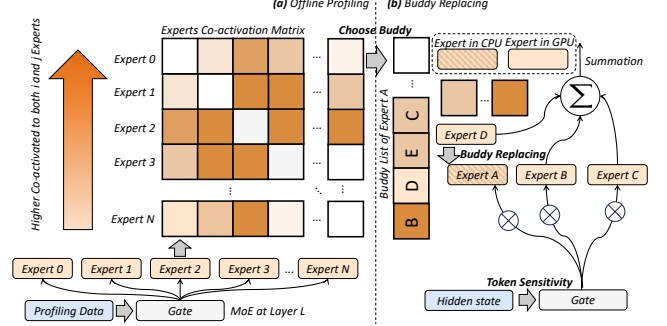 (a) Offline Profiling
Experts Co-activation Matrix
Higher Co-activated to both i and j Experts
Expert 0
...
Expert 1
...
Expert 2
...
Expert 3
...
...
...
Expert N
...
Expert 0
Expert 1
Expert 2
Expert 3
...
Expert N
Profiling Data
Gate
MoE at Layer L
Choose Buddy
(b) Buddy Replacing
Expert in CPU
Expert in GPU
Summation
...
Buddy List of Expert A
C
E
D
B
Σ
Expert D
Buddy Replacing
Expert A
Expert B
Expert C
Token Sensitivity
Hidden state
Gate